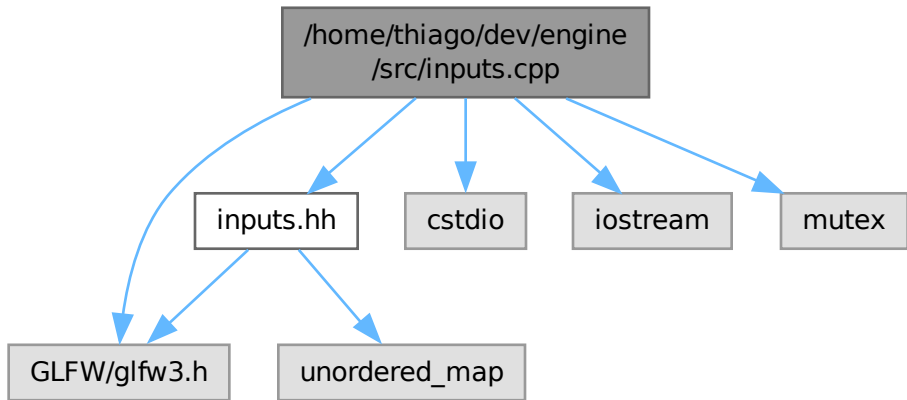 /home/thiago/dev/engine
/src/inputs.cpp
inputs.hh
cstdio
iostream
mutex
GLFW/glfw3.h
unordered_map